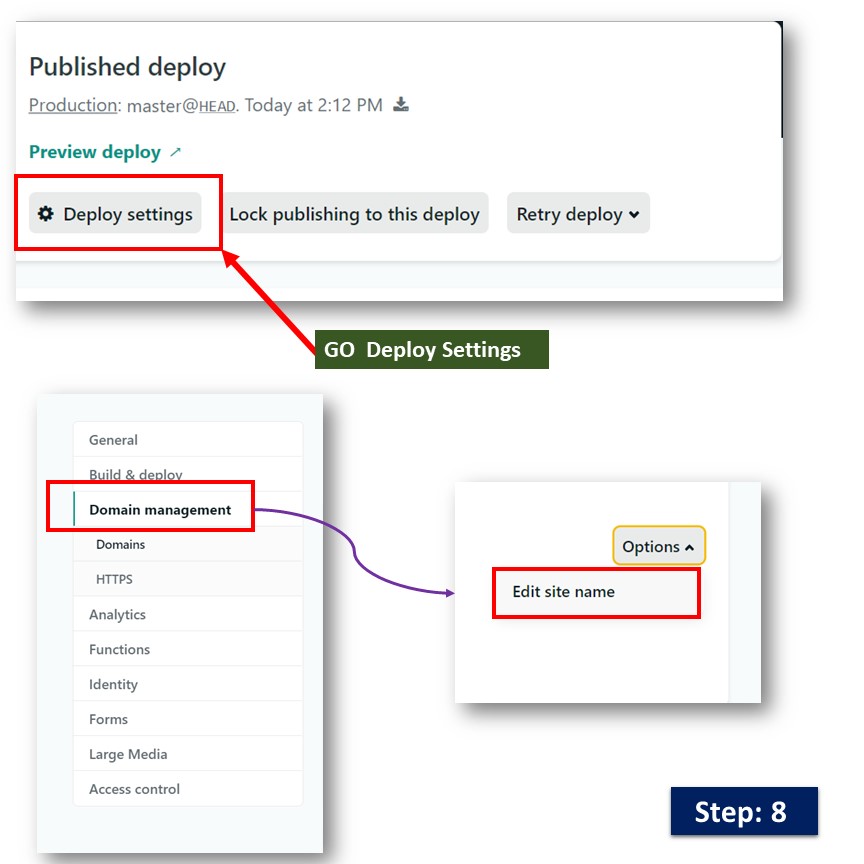 Published deploy
Production: master@HEAD. Today at 2:12 PM
Preview deploy ↗
Deploy settings Lock publishing to this deploy Retry deploy
GO Deploy Settings
General
Build & deploy
Domain management
Domains
HTTPS
Analytics
Functions
Identity
Forms
Large Media
Access control
Options
Edit site name
Step: 8